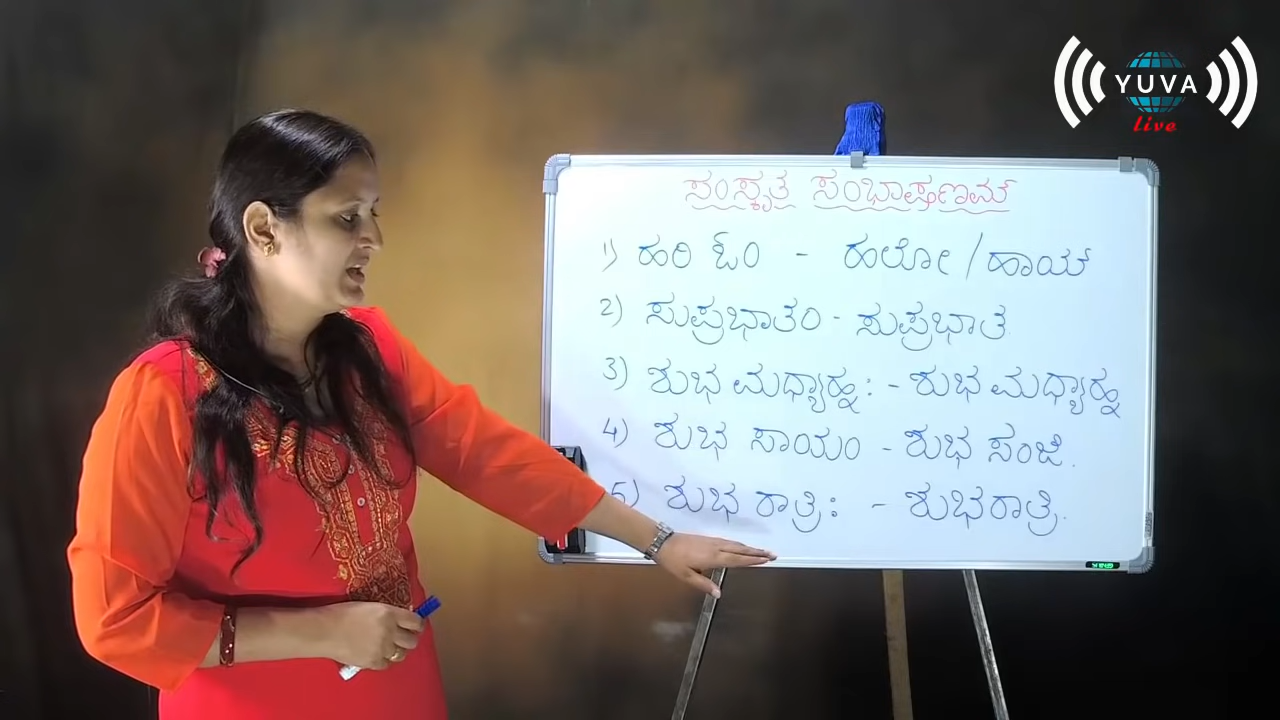 YUVA
live
ಸಂಸ್ಕೃತ ಸಂಭಾಷಣಮ್
1) ಹರಿ ಓಂ - ಹಲೋ / ಹಾಯ್
2) ಸುಪ್ರಭಾತಂ - ಸುಪ್ರಭಾತ.
3) ಶುಭ ಮಧ್ಯಾಹ್ನಃ - ಶುಭ ಮಧ್ಯಾಹ್ನ
4) ಶುಭ ಸಾಯಂ - ಶುಭ ಸಂಜೆ.
5) ಶುಭ ರಾತ್ರಿಃ - ಶುಭರಾತ್ರಿ.